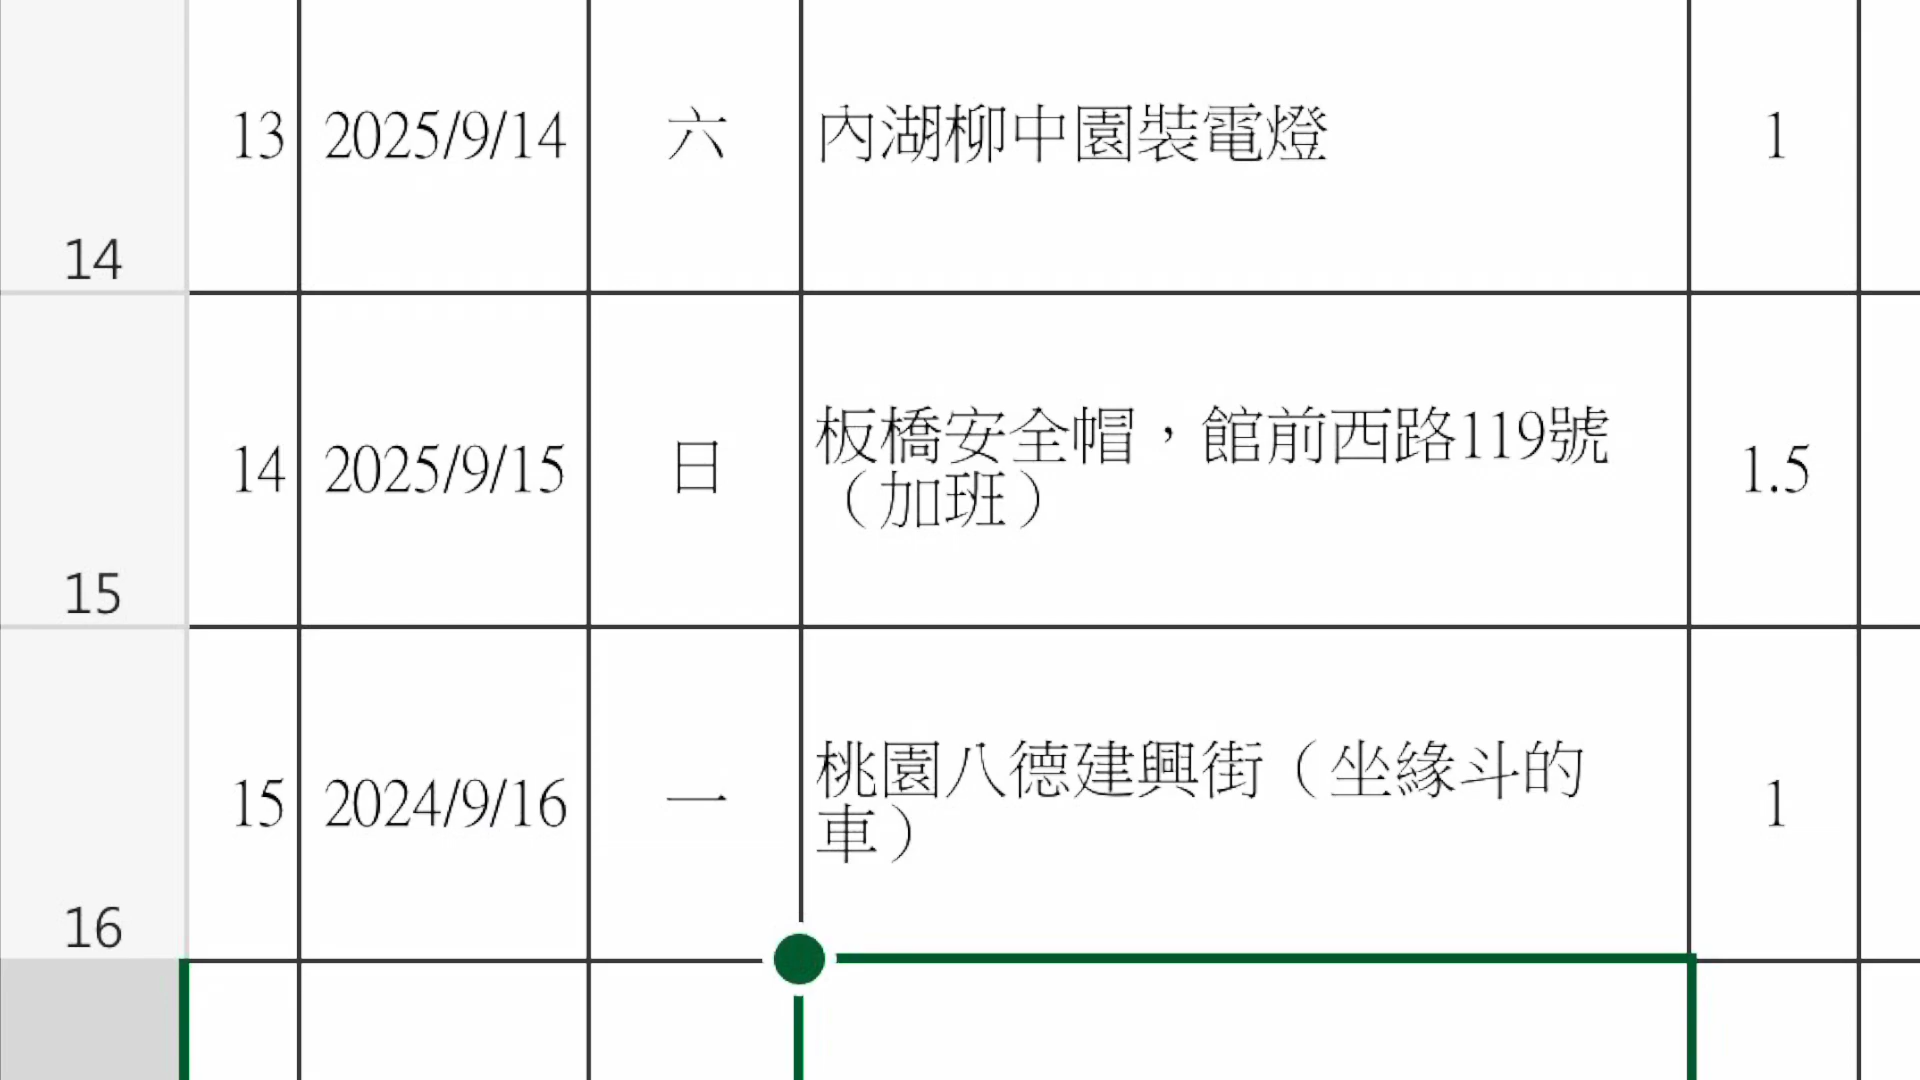 13 2025/9/14 六 內湖柳中園裝電燈 1
14
14 2025/9/15 日 板橋安全帽，館前西路119號 1.5
（加班）
15
15 2024/9/16 一 桃園八德建興街（坐緣斗的 1
車）
16